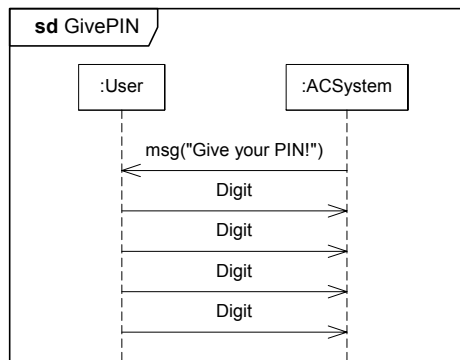 sd GivePIN
:User
:ACSystem
msg("Give your PIN!")
Digit
Digit
Digit
Digit